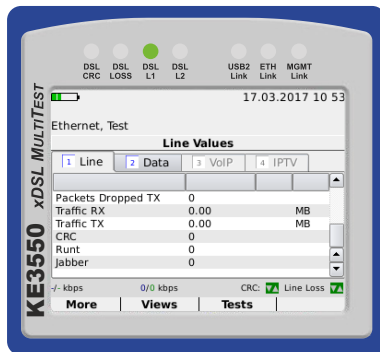 DSL CRC
DSL LOSS
DSL L1
DSL L2
USB2 Link
ETH Link
MGMT Link
KE3550 xDSL MULTITEST
17.03.2017 10 53
Ethernet, Test
Line Values
1 Line
2 Data
3 VoIP
4 IPTV
Packets Dropped TX 0
Traffic RX 0.00 MB
Traffic TX 0.00 MB
CRC 0
Runt 0
Jabber 0
-/- kbps 0/0 kbps CRC: Line Loss
More Views Tests